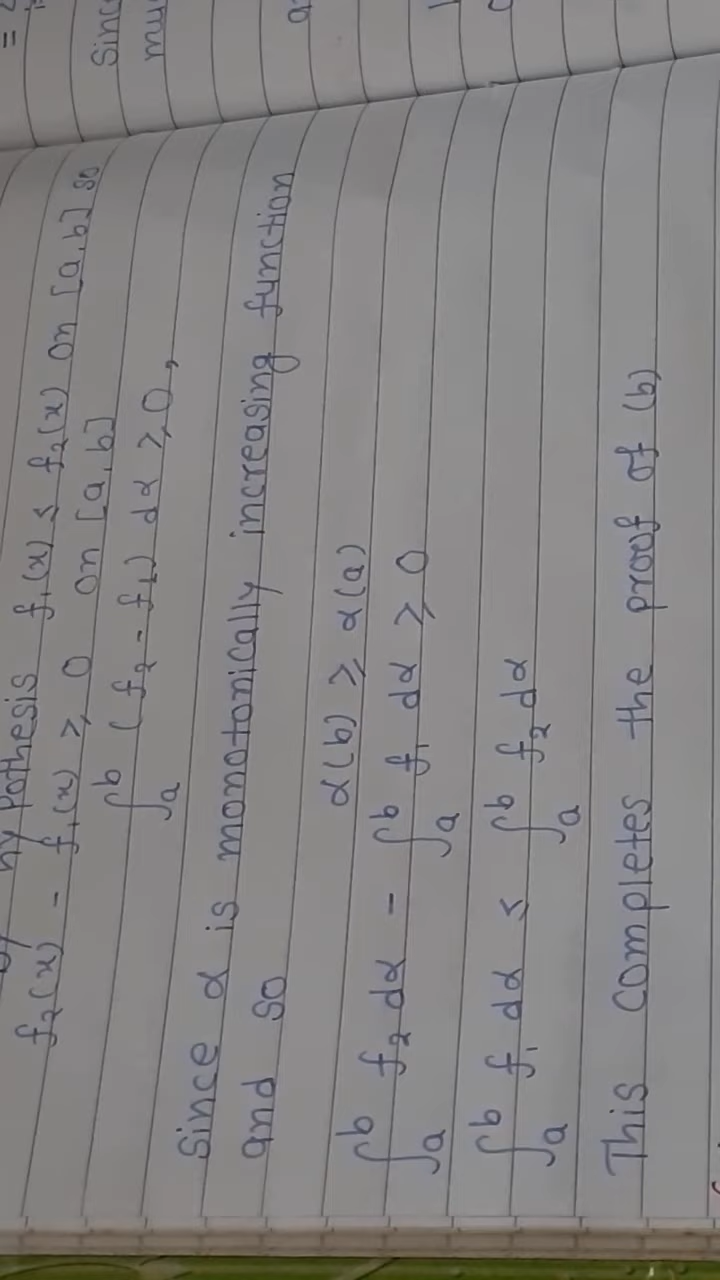 By hypothesis f₁(x) ≤ f₂(x) on [a,b] so
f₂(x) - f₁(x) ≥ 0 on [a,b]
∫ₐᵇ (f₂ - f₁) dα ≥ 0,
Since α is monotonically increasing function
and so
α(b) ≥ α(a)
∫ₐᵇ f₂ dα - ∫ₐᵇ f₁ dα ≥ 0
∫ₐᵇ f₁ dα ≤ ∫ₐᵇ f₂ dα
This completes the proof of (b)
Sinc
mu